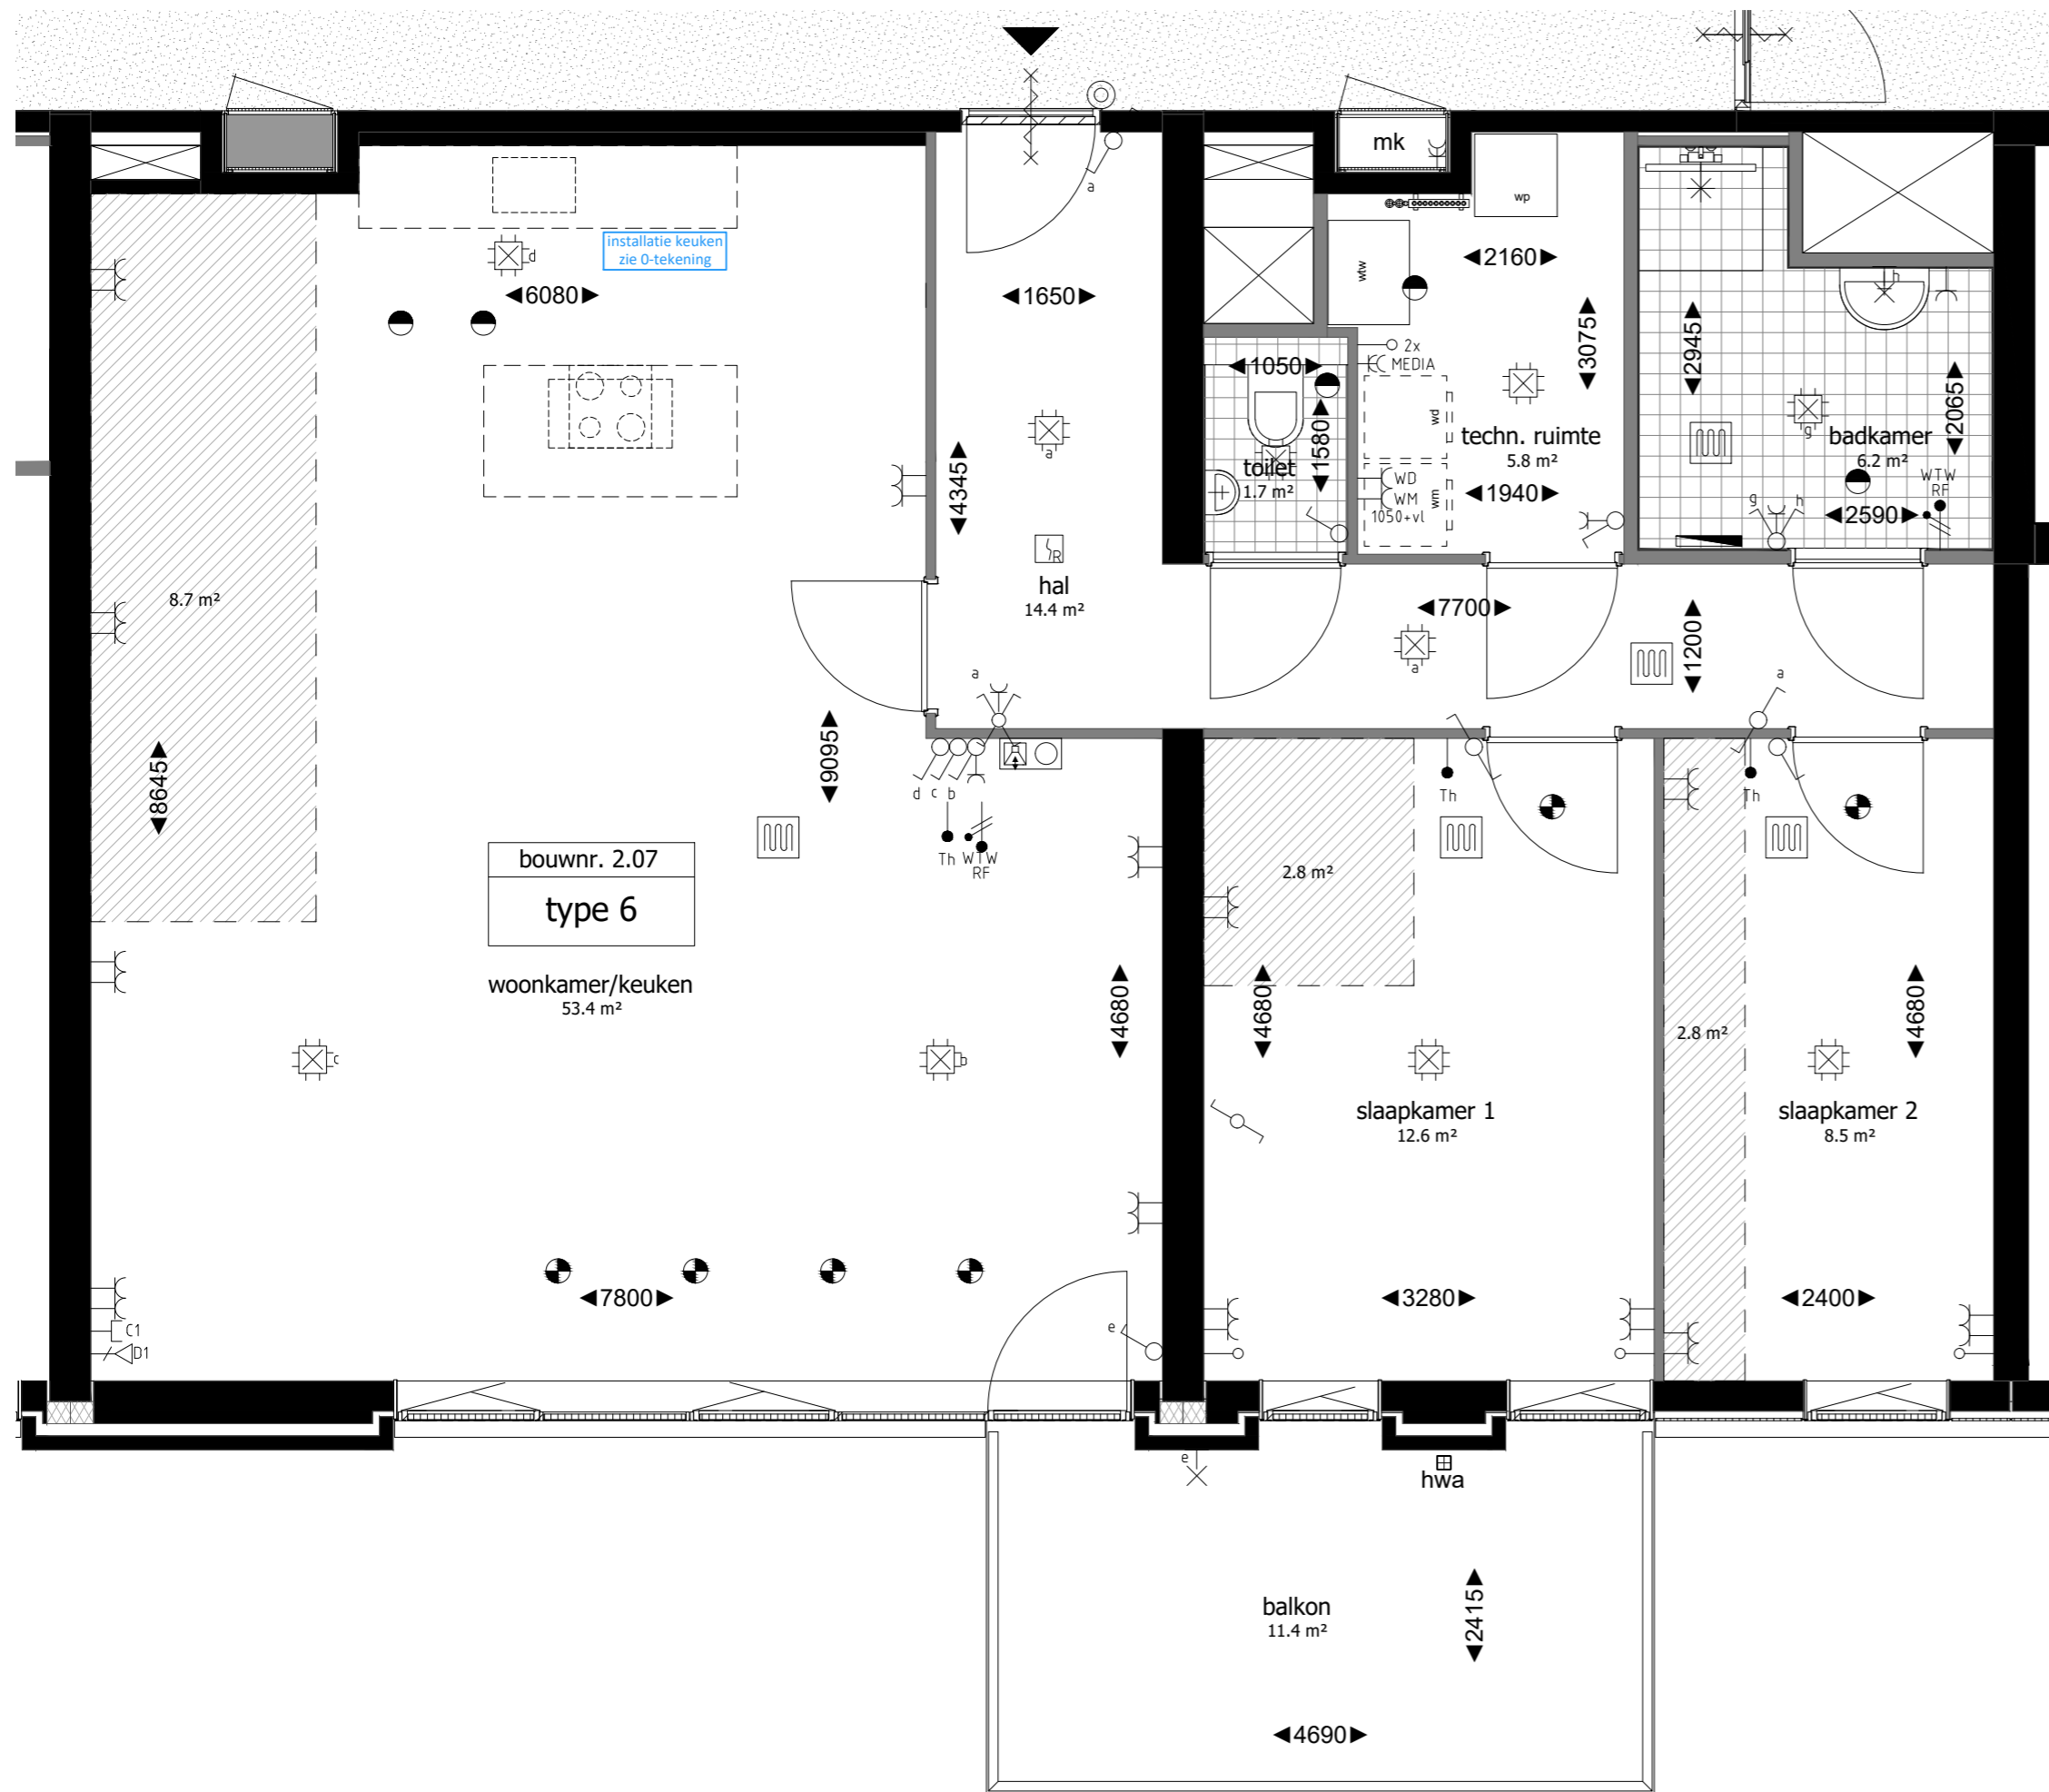 mk
a
wp
installatie keuken
zie 0-tekening
d
wtw
2160
h
6080
1650
3075
2945
2x
MEDIA
1050
2065
wd
a
g
techn. ruimte
5.8 m²
badkamer
6.2 m²
4345
1580
toilet
1.7 m²
WD
WM
wm
1050+vl
1940
WTW
RF
g
h
2590
R
hal
14.4 m²
8.7 m²
7700
1200
a
a
a
8645
9095
d
c
b
Th
WTW
RF
Th
Th
bouwnr. 2.07
type 6
2.8 m²
woonkamer/keuken
53.4 m²
4680
4680
4680
2.8 m²
c
b
slaapkamer 1
12.6 m²
slaapkamer 2
8.5 m²
7800
3280
2400
C1
D1
e
e
hwa
balkon
11.4 m²
2415
4690